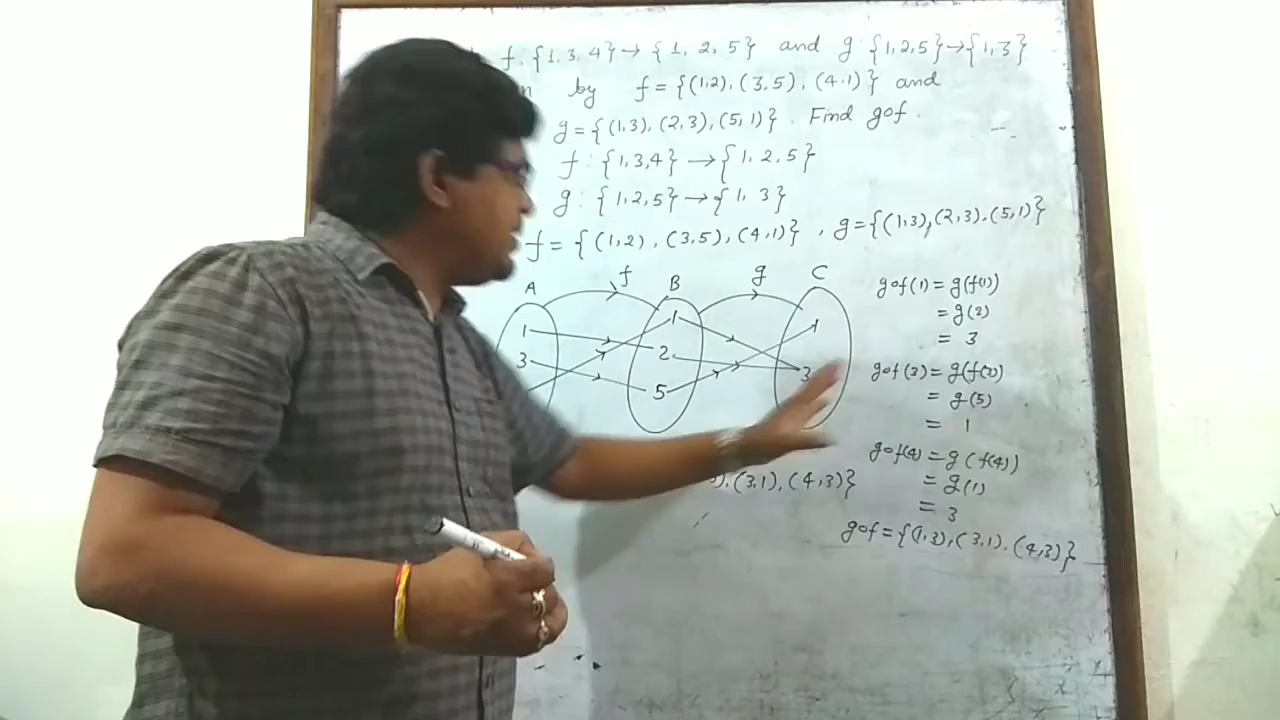 f : {1, 3, 4} → {1, 2, 5} and g : {1, 2, 5} → {1, 3}
by f = {(1, 2), (3, 5), (4, 1)} and
g = {(1, 3), (2, 3), (5, 1)} . Find gof.
f : {1, 3, 4} → {1, 2, 5}
g : {1, 2, 5} → {1, 3}
f = {(1, 2), (3, 5), (4, 1)} , g = {(1, 3), (2, 3), (5, 1)}
A f B g C
1 1 1
3 2 3
5
), (3, 1), (4, 3)}
gof(1) = g(f(1))
= g(2)
= 3
gof(3) = g(f(3))
= g(5)
= 1
gof(4) = g(f(4))
= g(1)
= 3
gof = {(1, 3), (3, 1), (4, 3)}